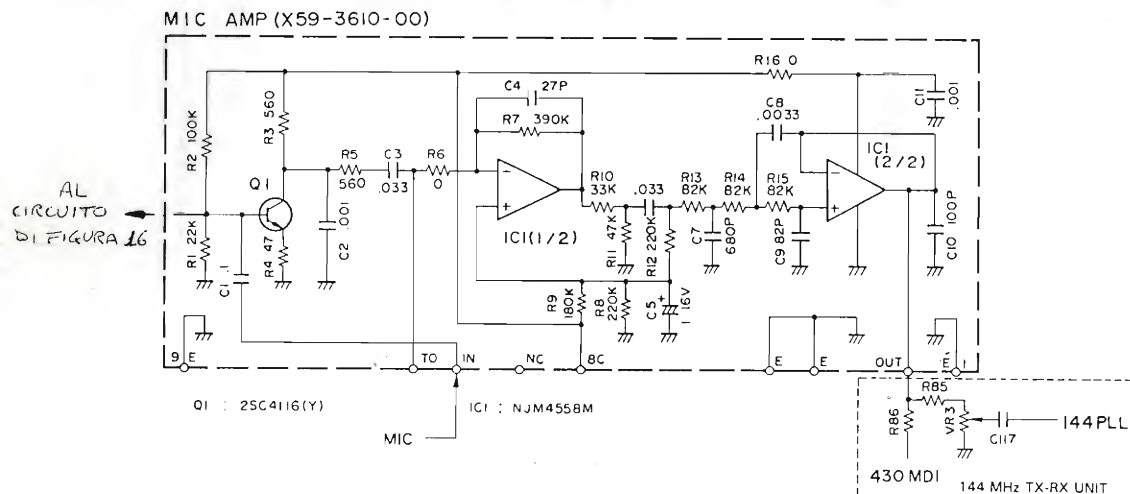 MIC AMP (X59-3610-00)
R16 0
C4 27P
R7 390K
C8
.0033
C11
.001
R2 100K
R3 560
IC1
(2/2)
AL
CIRCUITO
DI FIGURA 16
Q1
R5
560
C3
.033
R6
0
R10
33K
.033
R13
82K
R14
82K
R15
82K
IC1(1/2)
R1 22K
R4 47
C2 .001
R11 47K
R12 220K
C7
680P
C9 82P
C10 100P
C1 .1
R9
180K
R8
220K
C5
1 16V
9 E
TO
IN
NC
8C
E
E
OUT
E 1
Q1 : 2SC4116(Y)
IC1 : NJM4558M
MIC
R85
R86
VR3
C117
144PLL
430 MDI
144 MHz TX-RX UNIT